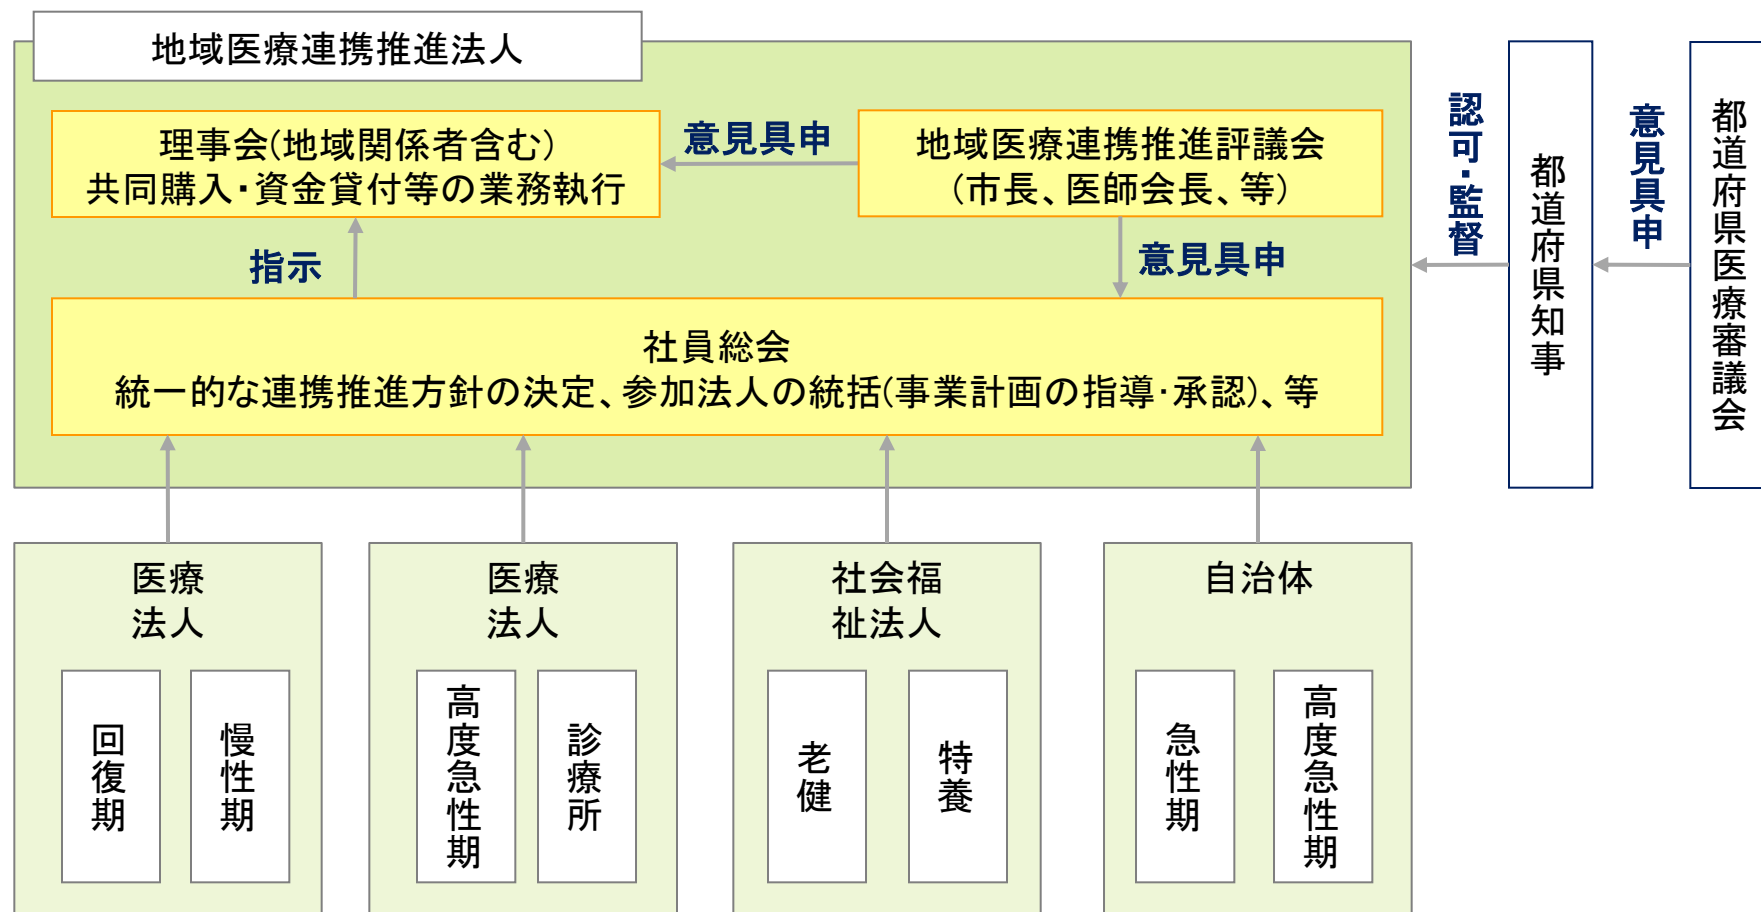 地域医療連携推進法人
理事会(地域関係者含む)
共同購入・資金貸付等の業務執行
意見具申
地域医療連携推進評議会
(市長、医師会長、等)
指示
意見具申
社員総会
統一的な連携推進方針の決定、参加法人の統括(事業計画の指導・承認)、等
認可・監督
都道府県知事
意見具申
都道府県医療審議会
医療
法人
回復期
慢性期
医療
法人
高度急性期
診療所
社会福
祉法人
老健
特養
自治体
急性期
高度急性期